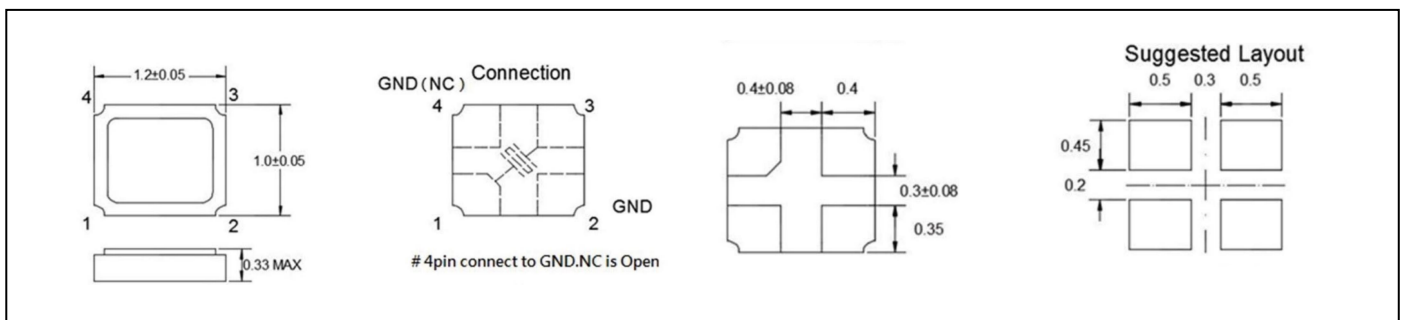 1.2±0.05
4
3
1.0±0.05
1
2
0.33 MAX
Connection
GND(NC)
4
3
1
2
GND
# 4pin connect to GND.NC is Open
0.4±0.08
0.4
0.3±0.08
0.35
Suggested Layout
0.5 0.3 0.5
0.45
0.2